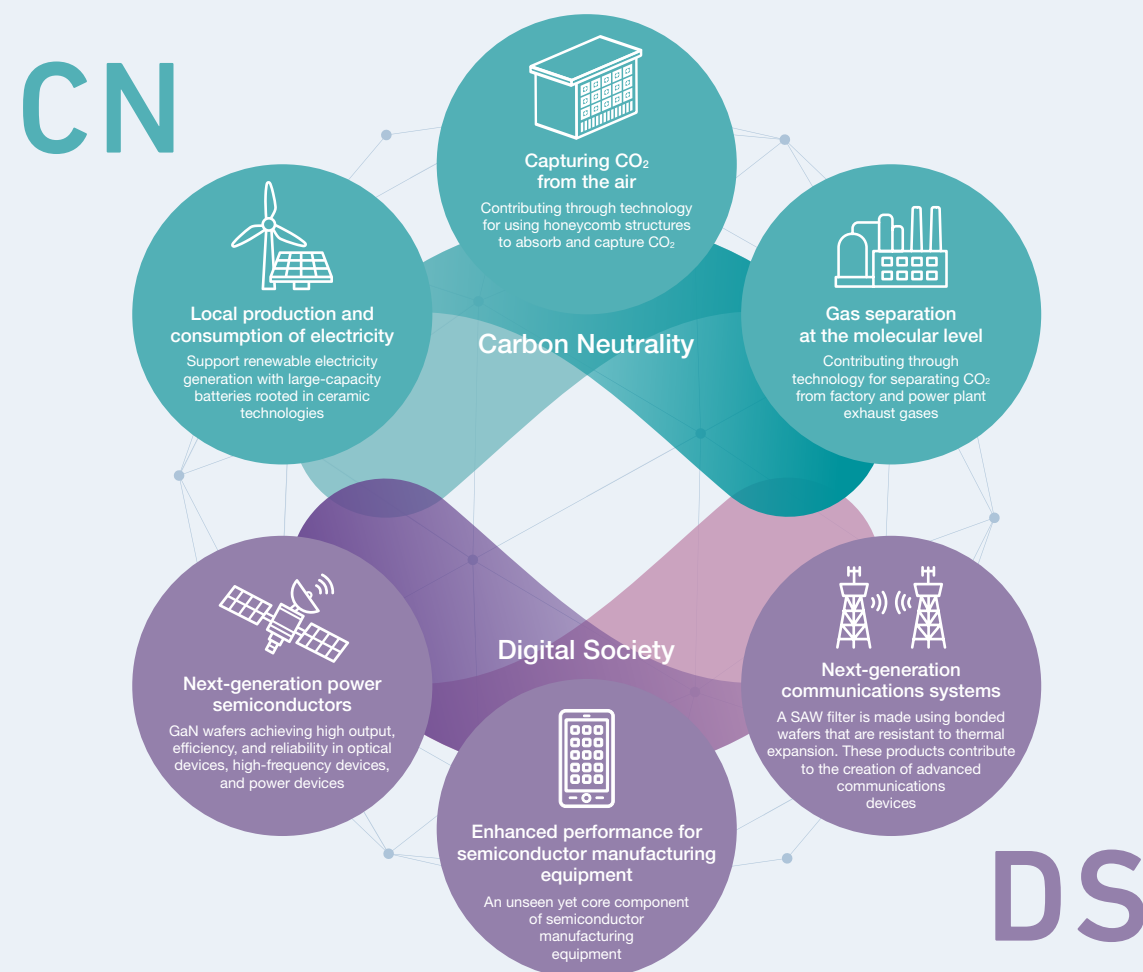 CN
Capturing CO₂
from the air
Contributing through technology
for using honeycomb structures
to absorb and capture CO₂
Local production and
consumption of electricity
Support renewable electricity
generation with large-capacity
batteries rooted in ceramic
technologies
Gas separation
at the molecular level
Contributing through
technology for separating CO₂
from factory and power plant
exhaust gases
Carbon Neutrality
Digital Society
Next-generation power
semiconductors
GaN wafers achieving high output,
efficiency, and reliability in optical
devices, high-frequency devices,
and power devices
Next-generation
communications systems
A SAW filter is made using bonded
wafers that are resistant to thermal
expansion. These products contribute
to the creation of advanced
communications
devices
Enhanced performance for
semiconductor manufacturing
equipment
An unseen yet core component
of semiconductor
manufacturing
equipment
DS